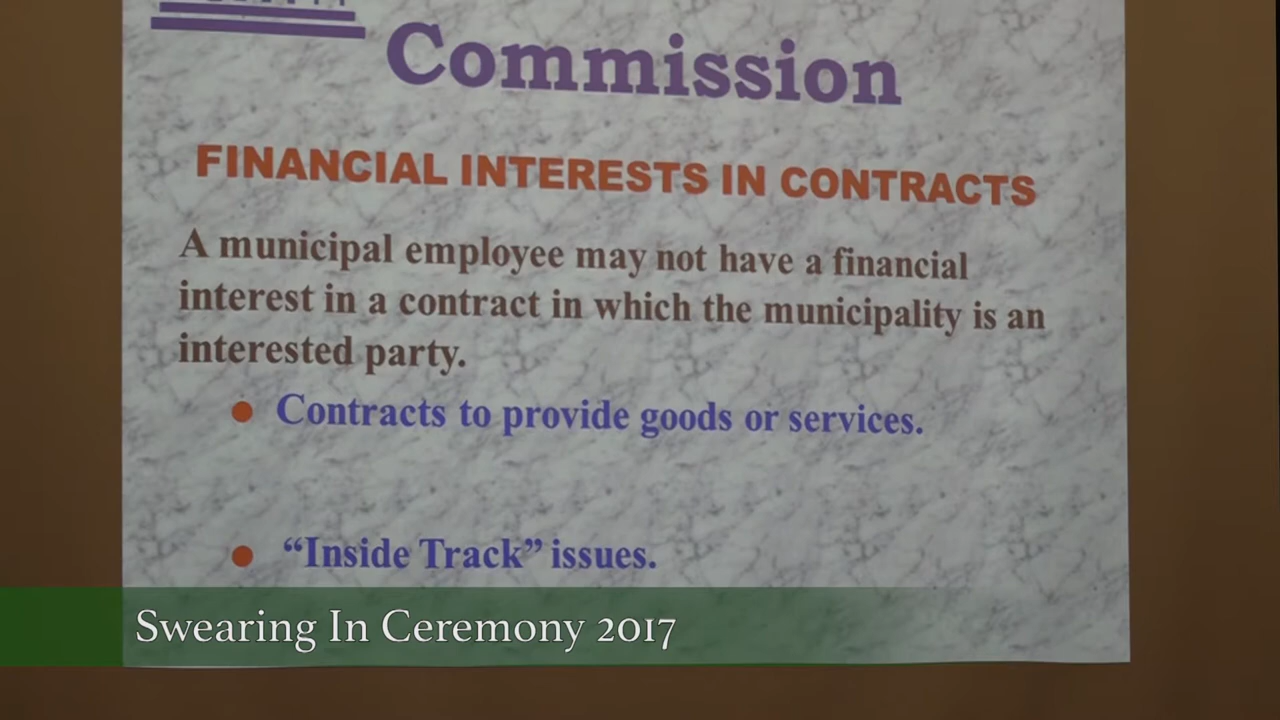 Commission
FINANCIAL INTERESTS IN CONTRACTS
A municipal employee may not have a financial
interest in a contract in which the municipality is an
interested party.
Contracts to provide goods or services.
“Inside Track” issues.
Swearing In Ceremony 2017